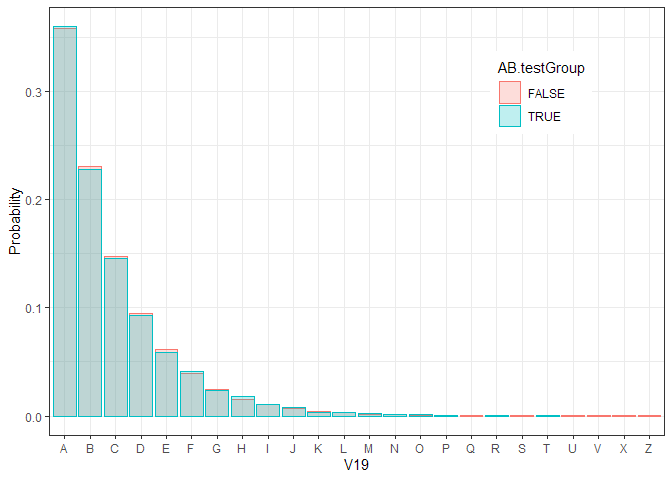 AB.testGroup
FALSE
TRUE
Probability
0.3
0.2
0.1
0.0
A B C D E F G H I J K L M N O P Q R S T U V X Z
V19